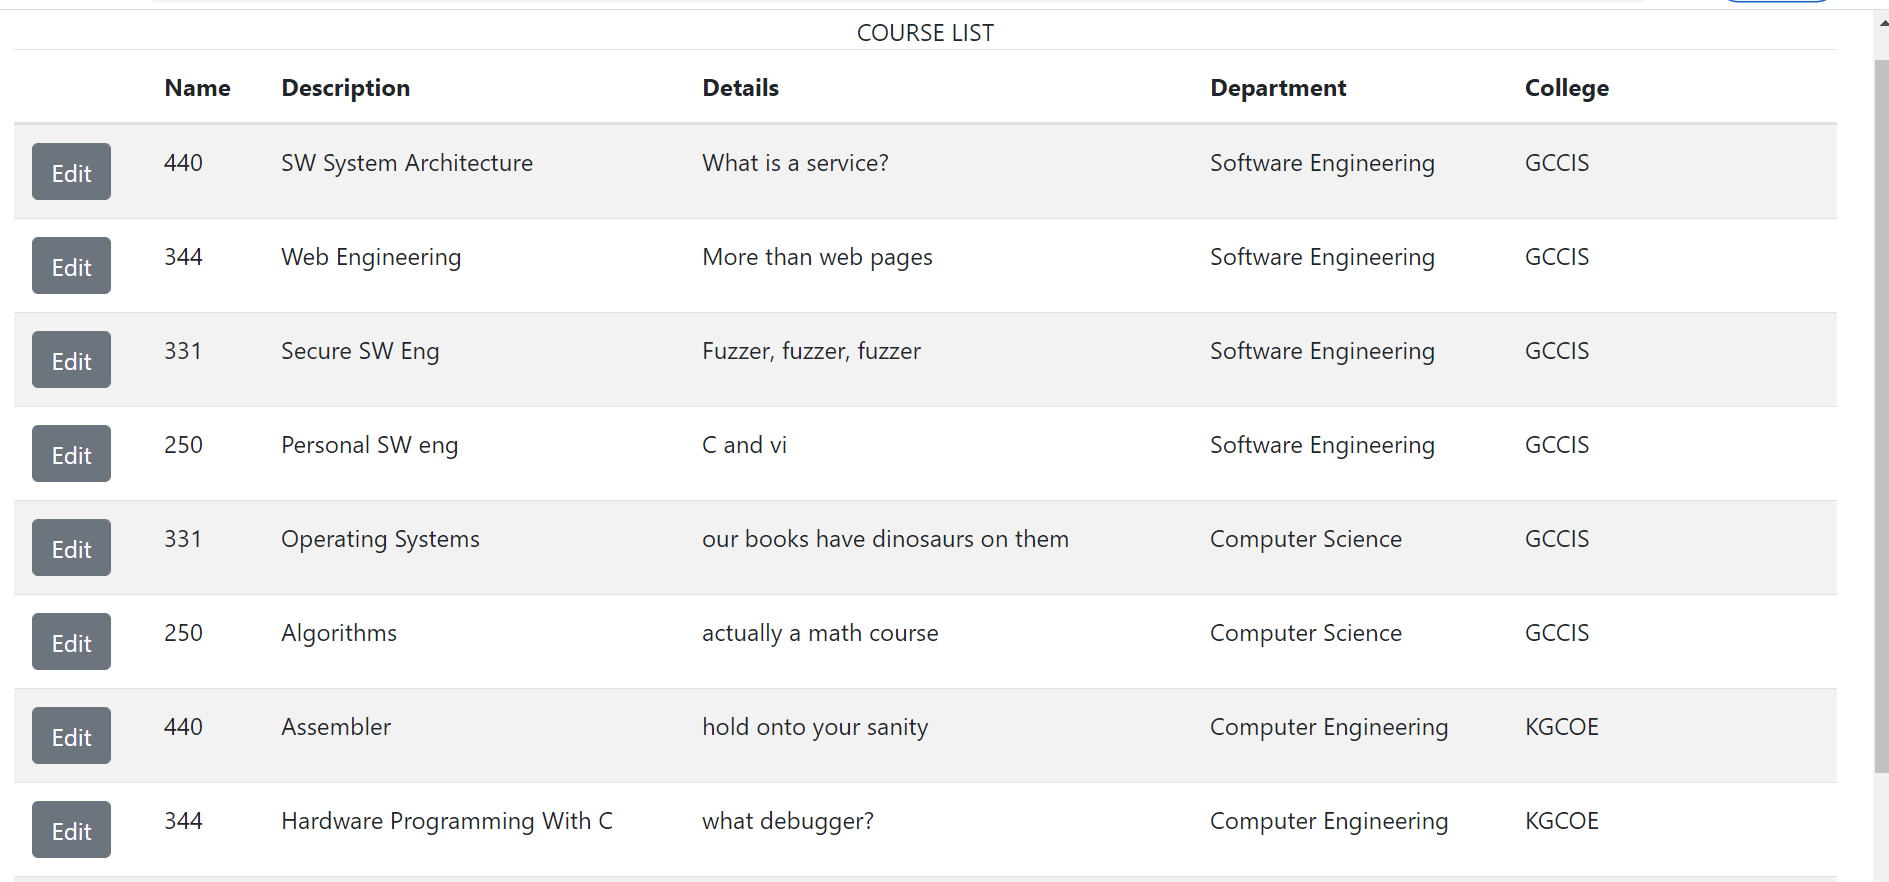 COURSE LIST
Name Description Details Department College
Edit 440 SW System Architecture What is a service? Software Engineering GCCIS
Edit 344 Web Engineering More than web pages Software Engineering GCCIS
Edit 331 Secure SW Eng Fuzzer, fuzzer, fuzzer Software Engineering GCCIS
Edit 250 Personal SW eng C and vi Software Engineering GCCIS
Edit 331 Operating Systems our books have dinosaurs on them Computer Science GCCIS
Edit 250 Algorithms actually a math course Computer Science GCCIS
Edit 440 Assembler hold onto your sanity Computer Engineering KGCOE
Edit 344 Hardware Programming With C what debugger? Computer Engineering KGCOE